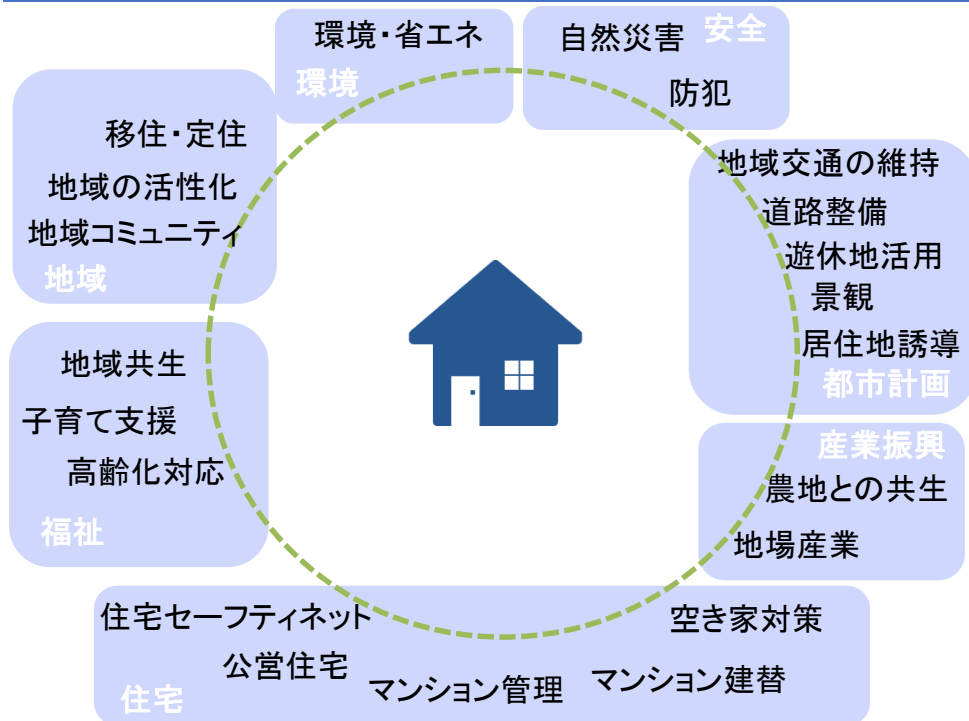 環境・省エネ
環境
自然災害
安全
防犯
移住・定住
地域の活性化
地域コミュニティ
地域
地域交通の維持
道路整備
遊休地活用
景観
居住地誘導
都市計画
地域共生
子育て支援
高齢化対応
福祉
産業振興
農地との共生
地場産業
住宅セーフティネット
空き家対策
公営住宅
マンション管理
マンション建替
住宅